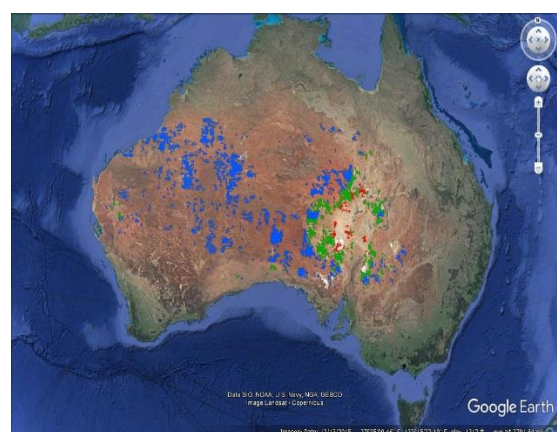 N
Data SIO, NOAA, U.S. Navy, NGA, GEBCO
Image Landsat / Copernicus
Google Earth